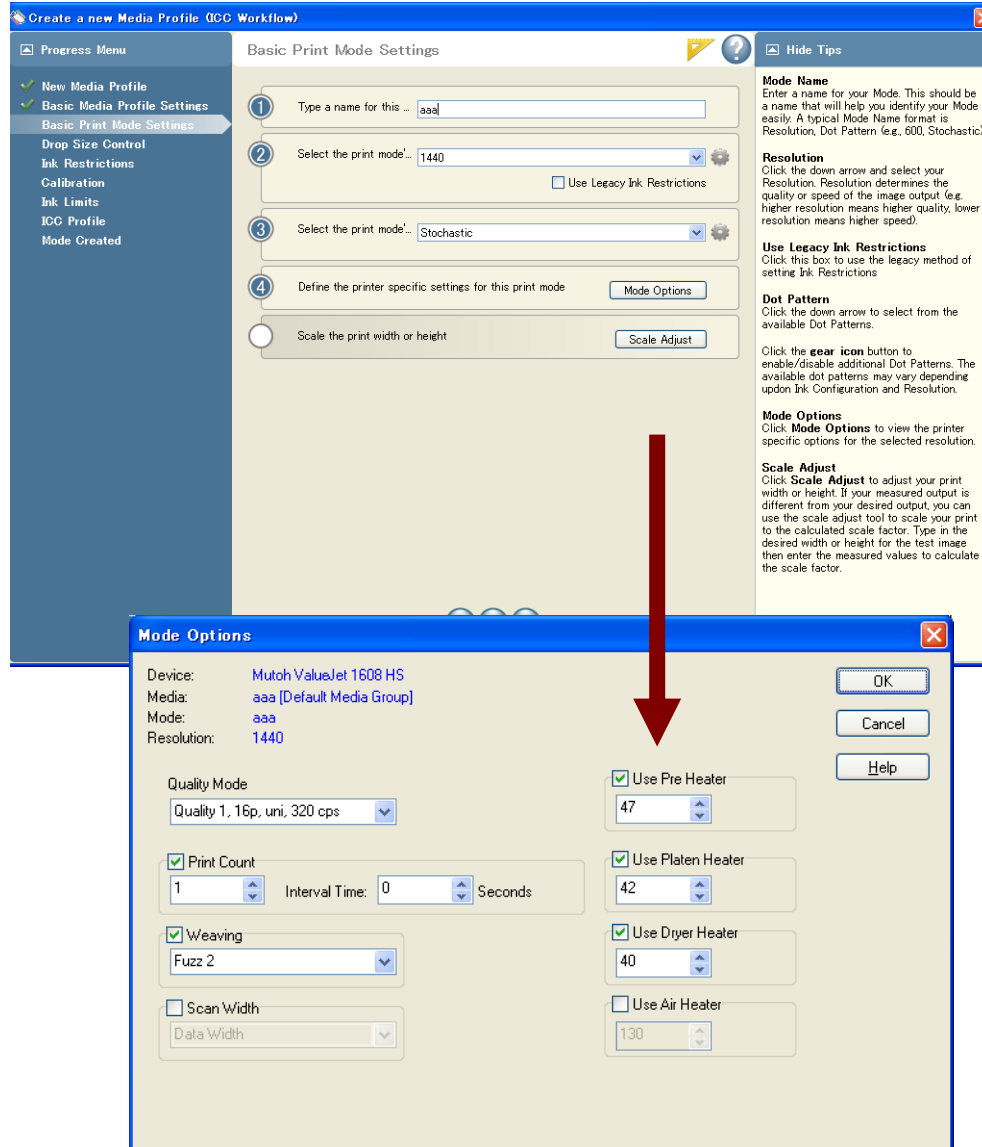 Create a new Media Profile (ICC Workflow)
Progress Menu
New Media Profile
Basic Media Profile Settings
Basic Print Mode Settings
Drop Size Control
Ink Restrictions
Calibration
Ink Limits
ICC Profile
Mode Created
Basic Print Mode Settings
?
1
Type a name for this ...
aaa
2
Select the print mode'...
1440
Use Legacy Ink Restrictions
3
Select the print mode'...
Stochastic
4
Define the printer specific settings for this print mode
Mode Options
Scale the print width or height
Scale Adjust
Hide Tips
Mode Name
Enter a name for your Mode. This should be
a name that will help you identify your Mode
easily. A typical Mode Name format is
Resolution, Dot Pattern (e.g., 600, Stochastic)
Resolution
Click the down arrow and select your
Resolution. Resolution determines the
quality or speed of the image output (e.g.
higher resolution means higher quality, lower
resolution means higher speed).
Use Legacy Ink Restrictions
Click this box to use the legacy method of
setting Ink Restrictions
Dot Pattern
Click the down arrow to select from the
available Dot Patterns.
Click the gear icon button to
enable/disable additional Dot Patterns. The
available dot patterns may vary depending
updon Ink Configuration and Resolution.
Mode Options
Click Mode Options to view the printer
specific options for the selected resolution.
Scale Adjust
Click Scale Adjust to adjust your print
width or height. If your measured output is
different from your desired output, you can
use the scale adjust tool to scale your print
to the calculated scale factor. Type in the
desired width or height for the test image
then enter the measured values to calculate
the scale factor.
Mode Options
Device: Mutoh ValueJet 1608 HS
Media: aaa [Default Media Group]
Mode: aaa
Resolution: 1440
OK
Cancel
Help
Quality Mode
Quality 1, 16p, uni, 320 cps
Print Count
1 Interval Time: 0 Seconds
Weaving
Fuzz 2
Scan Width
Data Width
Use Pre Heater
47
Use Platen Heater
42
Use Dryer Heater
40
Use Air Heater
130